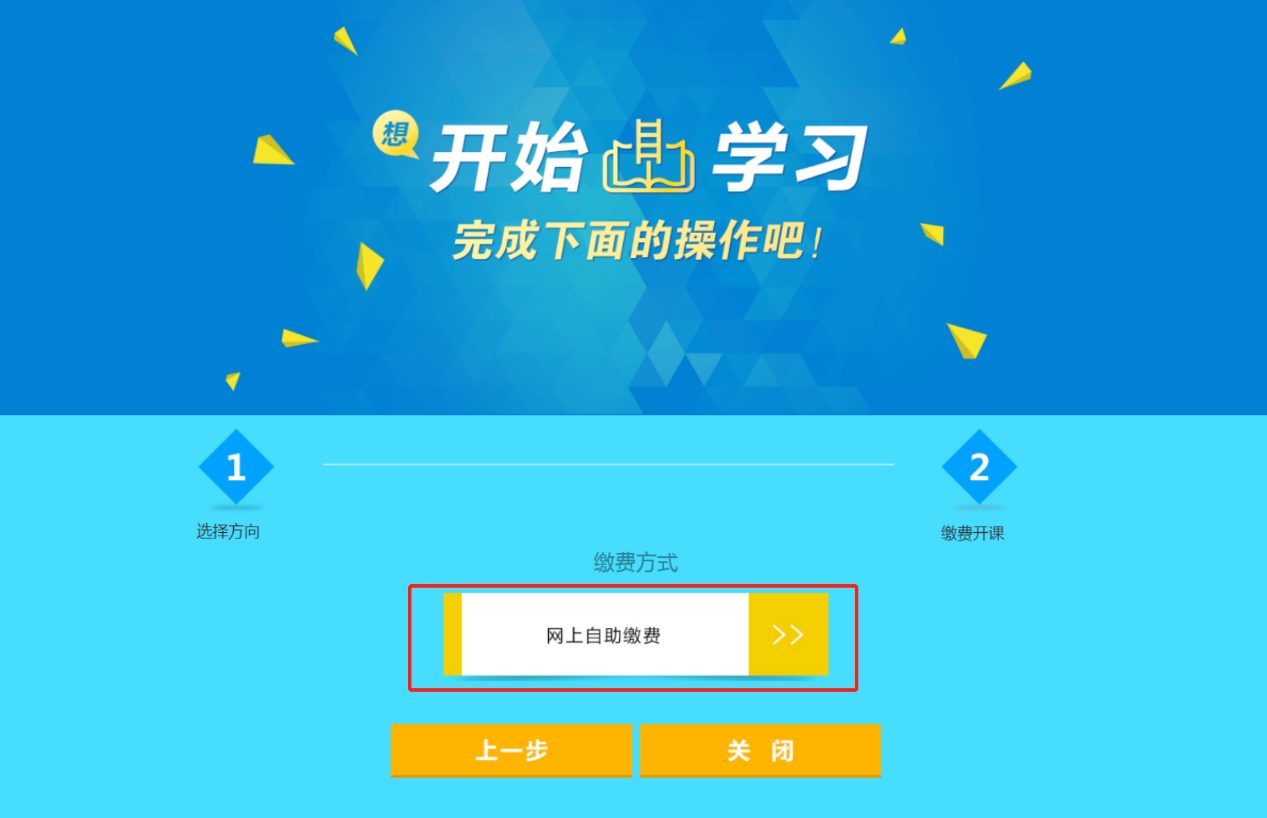 想
开始学习
完成下面的操作吧！
1
2
选择方向
缴费开课
缴费方式
网上自助缴费 >>
上一步
关 闭